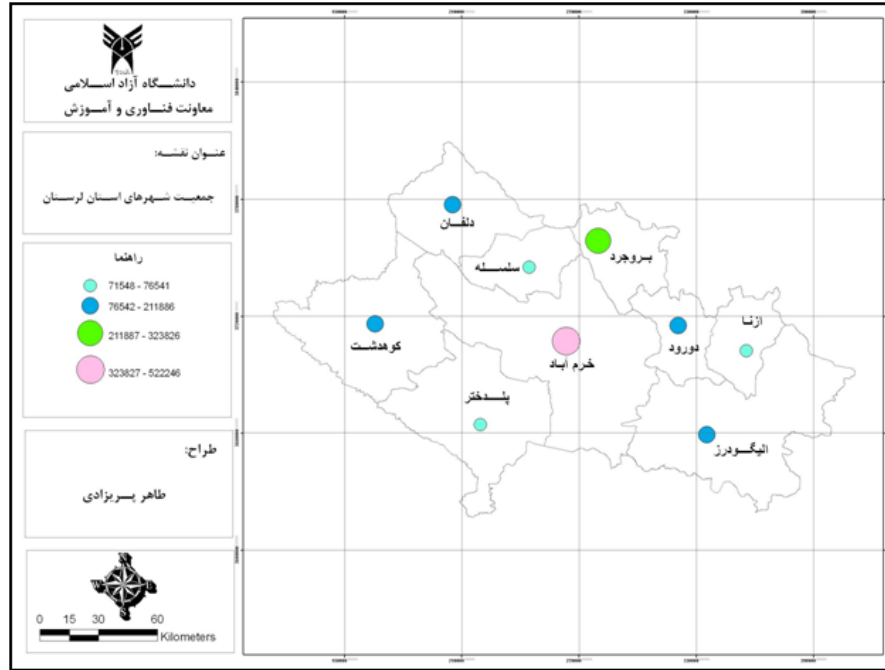 دانشگاه آزاد اسلامی
معاونت فناوری و آموزش
عنوان نقشه:
جمعیت شهرهای استان لرستان
راهنما
71548 - 76541
76542 - 211886
211887 - 323826
323827 - 522246
طراح:
طاهر پریزادی
0 15 30 60
Kilometers
دلفان
سلسله
بروجرد
کوهدشت
خرم آباد
دورود
ازنا
پلدختر
الیگودرز